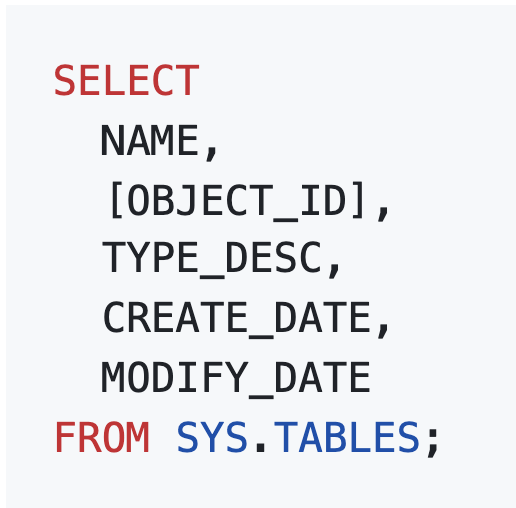 SELECT
NAME,
[OBJECT_ID],
TYPE_DESC,
CREATE_DATE,
MODIFY_DATE
FROM SYS.TABLES;